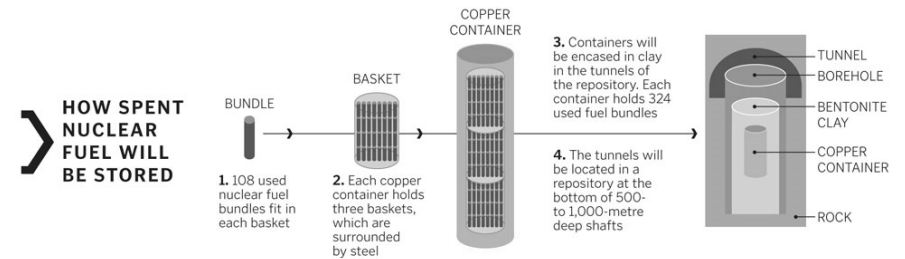 HOW SPENT
NUCLEAR
FUEL WILL
BE STORED
BUNDLE
1. 108 used
nuclear fuel
bundles fit in
each basket
BASKET
2. Each copper
container holds
three baskets,
which are
surrounded
by steel
COPPER
CONTAINER
3. Containers will
be encased in clay
in the tunnels of
the repository. Each
container holds 324
used fuel bundles
4. The tunnels will
be located in a
repository at the
bottom of 500-
to 1,000-metre
deep shafts
TUNNEL
BOREHOLE
BENTONITE
CLAY
COPPER
CONTAINER
ROCK